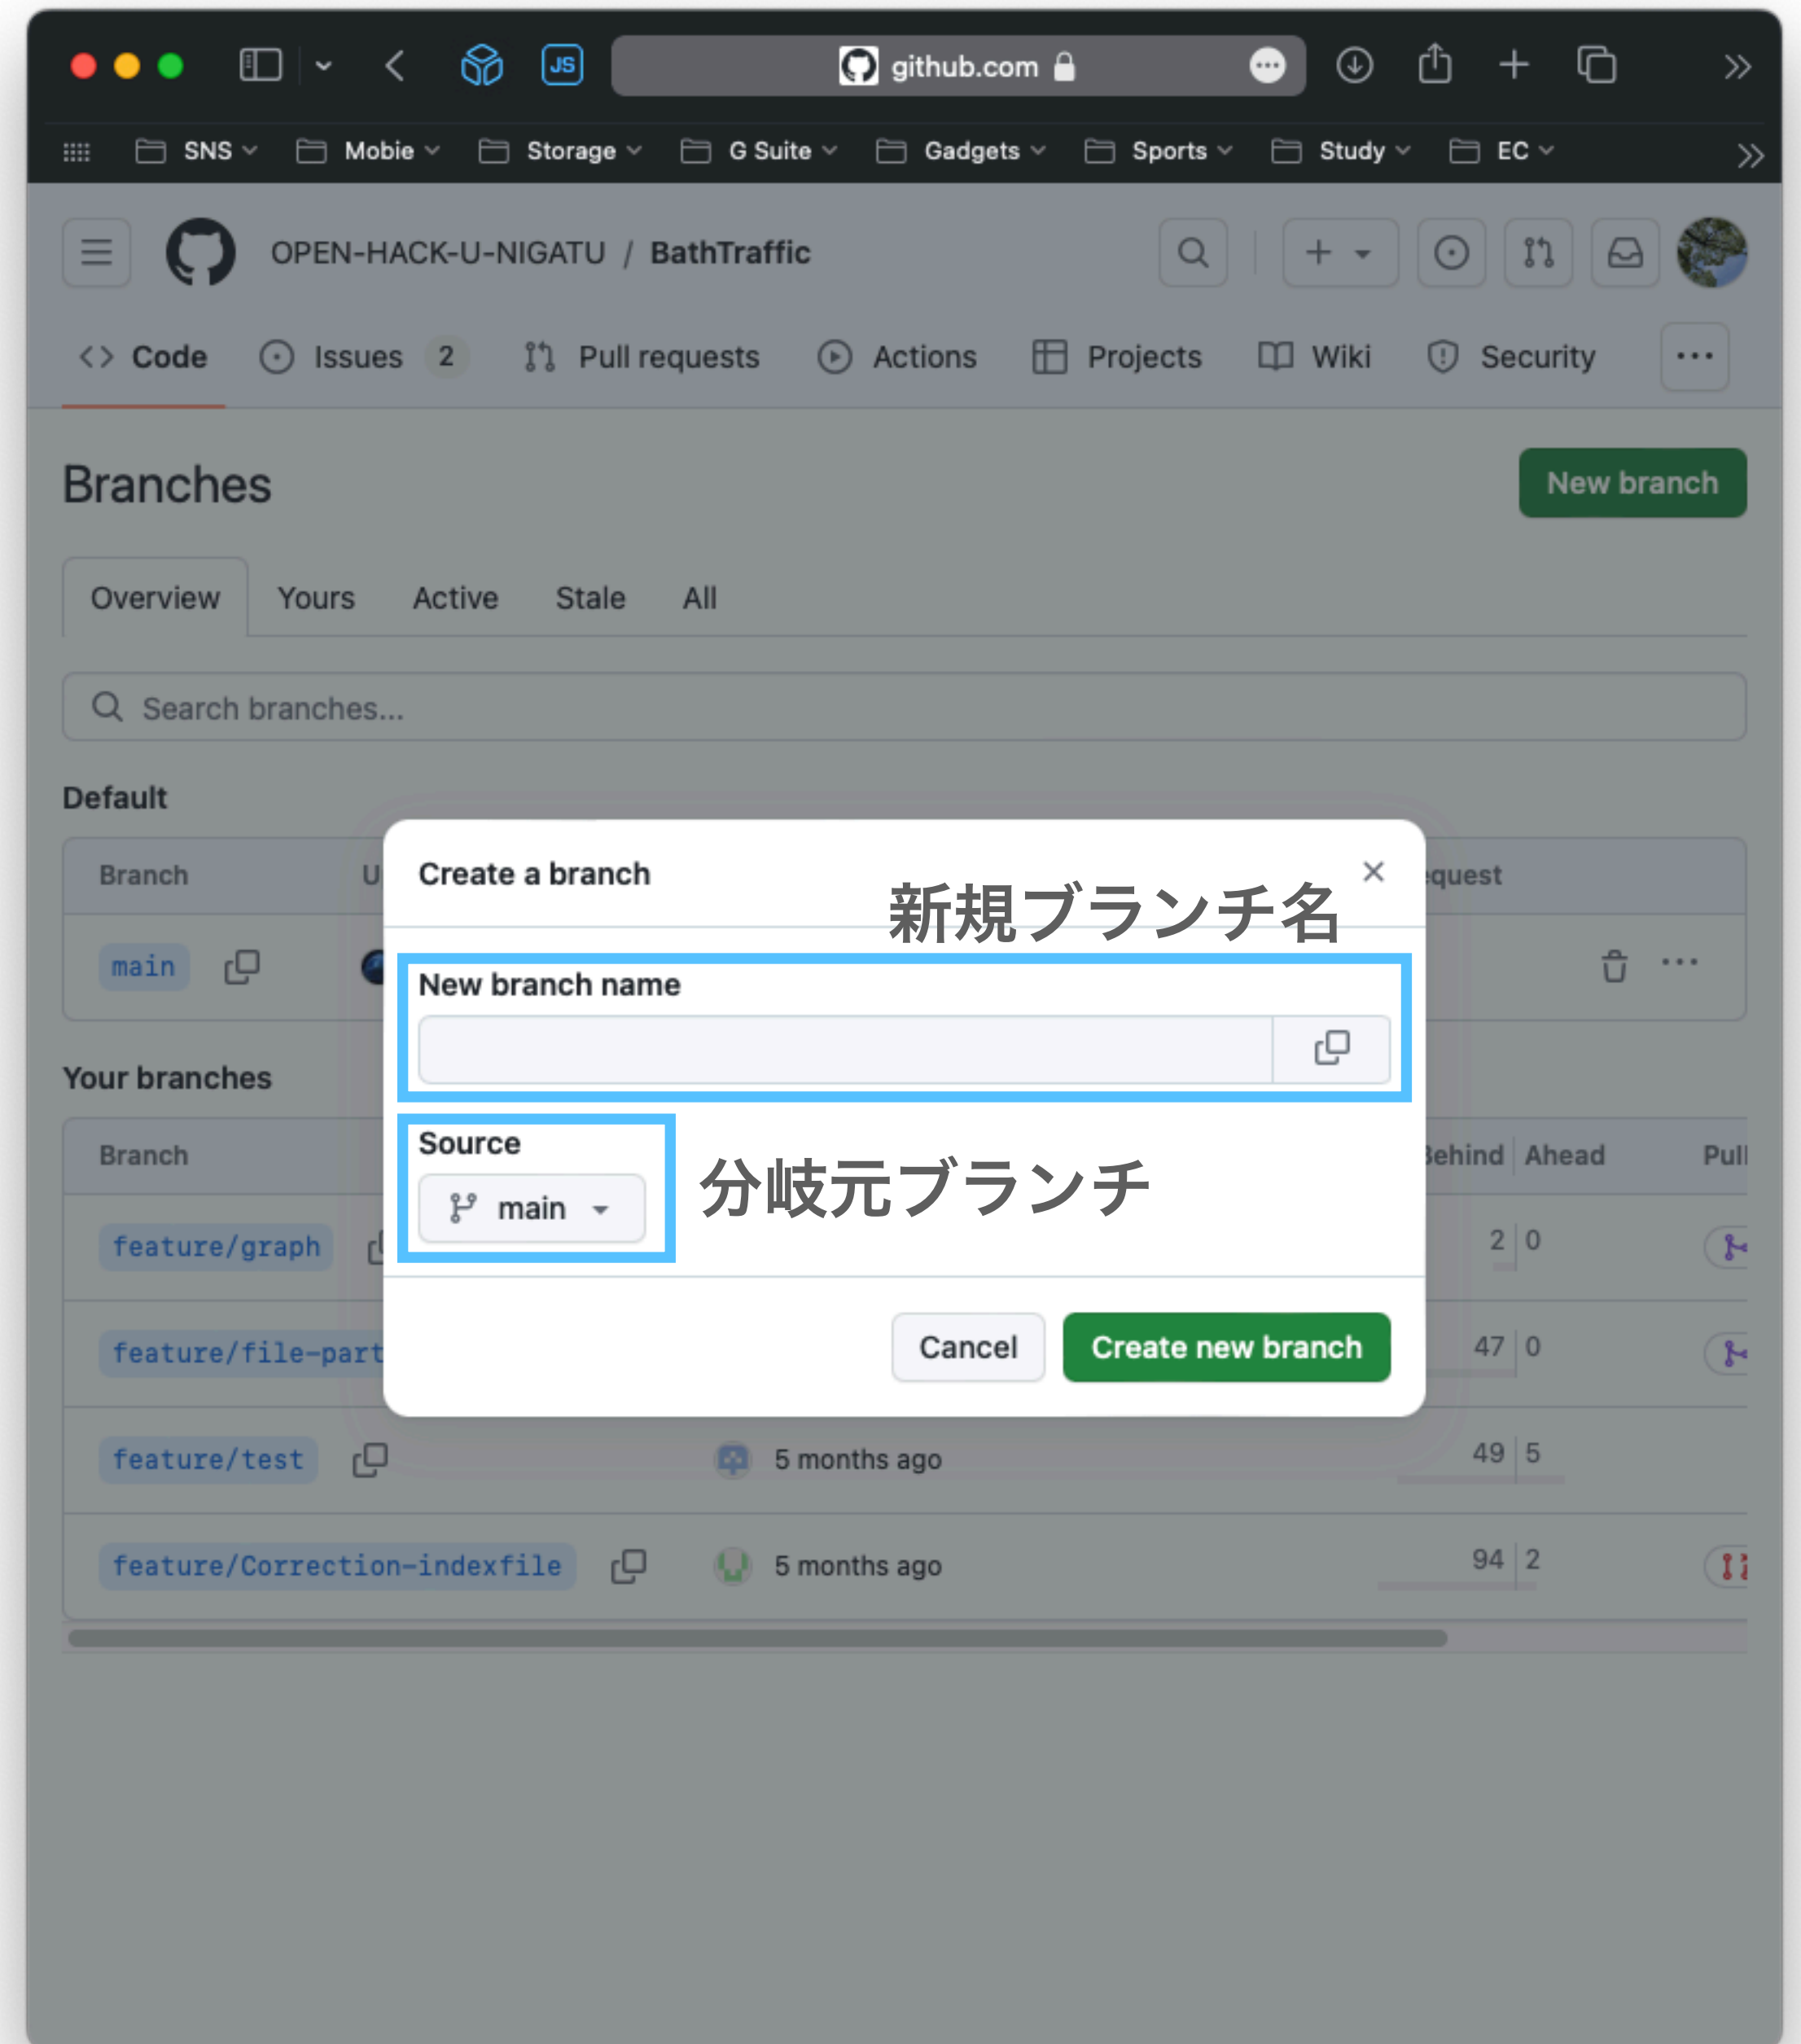 JS
github.com
SNS Mobie Storage G Suite Gadgets Sports Study EC
OPEN-HACK-U-NIGATU / BathTraffic
Code Issues 2 Pull requests Actions Projects Wiki Security
Branches
New branch
Overview Yours Active Stale All
Search branches...
Default
Branch U
equest
main
Create a branch
新規ブランチ名
New branch name
Your branches
Branch
Behind Ahead Pull
Source
main
分岐元ブランチ
feature/graph
2 0
Cancel Create new branch
feature/file-part
47 0
feature/test 5 months ago 49 5
feature/Correction-indexfile 5 months ago 94 2